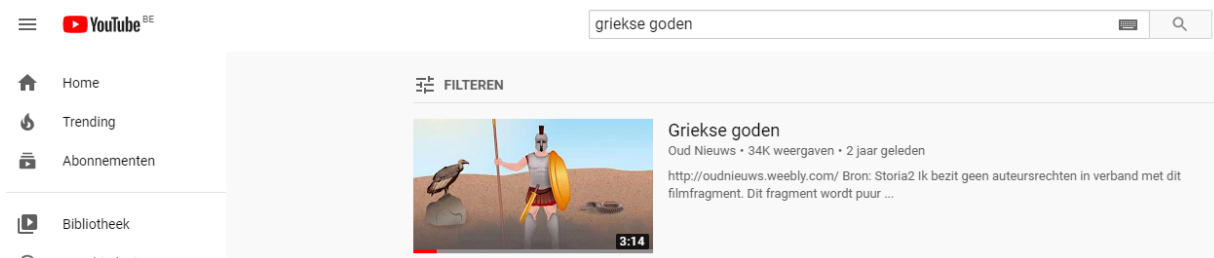 YouTube BE
griekse goden
Home
Trending
Abonnementen
Bibliotheek
FILTEREN
3:14
Griekse goden
Oud Nieuws • 34K weergaven • 2 jaar geleden
http://oudnieuws.weebly.com/ Bron: Storia2 Ik bezit geen auteursrechten in verband met dit
filmfragment. Dit fragment wordt puur ...